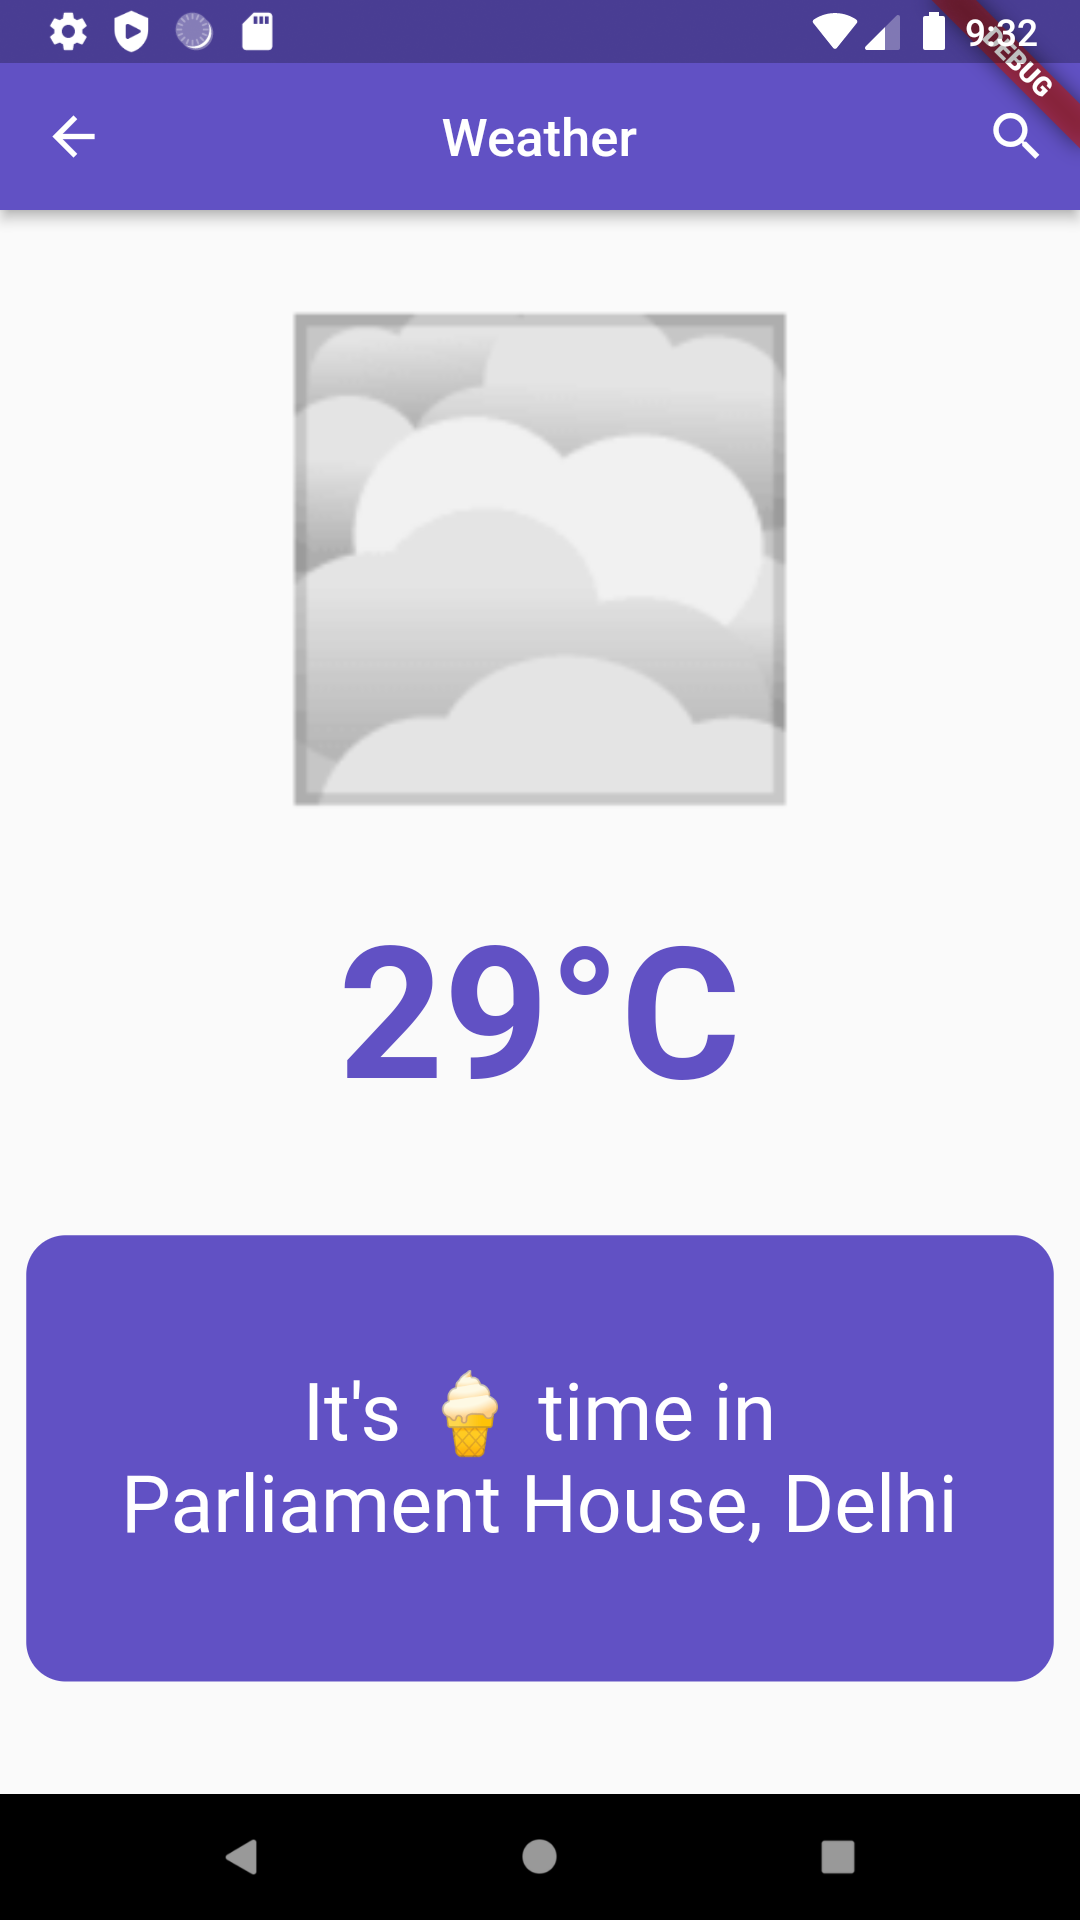 9:32
DEBUG
Weather
29°C
It's 🍦 time in
Parliament House, Delhi